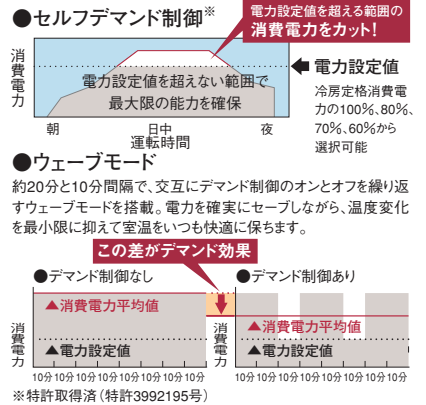 ●セルフデマンド制御※
電力設定値を超える範囲の
消費電力をカット!
消費電力
電力設定値を超えない範囲で
最大限の能力を確保
朝 日中 夜
運転時間
電力設定値
冷房定格消費電
力の100%、80%、
70%、60%から
選択可能
●ウェーブモード
約20分と10分間隔で、交互にデマンド制御のオンとオフを繰り返
すウェーブモードを搭載。電力を確実にセーブしながら、温度変化
を最小限に抑えて室温をいつも快適に保ちます。
この差がデマンド効果
●デマンド制御なし
消費電力
▲消費電力平均値
▲電力設定値
10分 10分 10分 10分 10分 10分 10分 10分
●デマンド制御あり
消費電力
▲消費電力平均値
▲電力設定値
10分 10分 10分 10分 10分 10分 10分 10分
※特許取得済(特許3992195号)